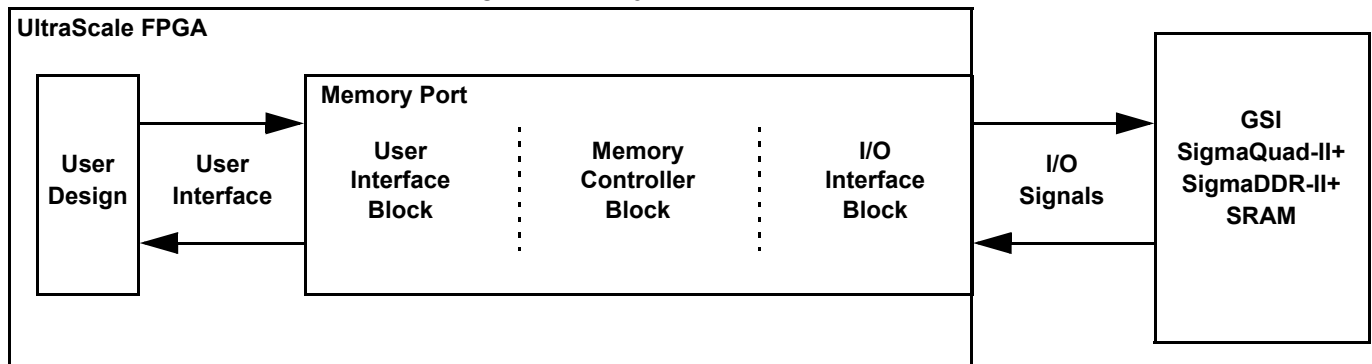 UltraScale FPGA
User
Design
User
Interface
Memory Port
User
Interface
Block
Memory
Controller
Block
I/O
Interface
Block
I/O
Signals
GSI
SigmaQuad-II+
SigmaDDR-II+
SRAM